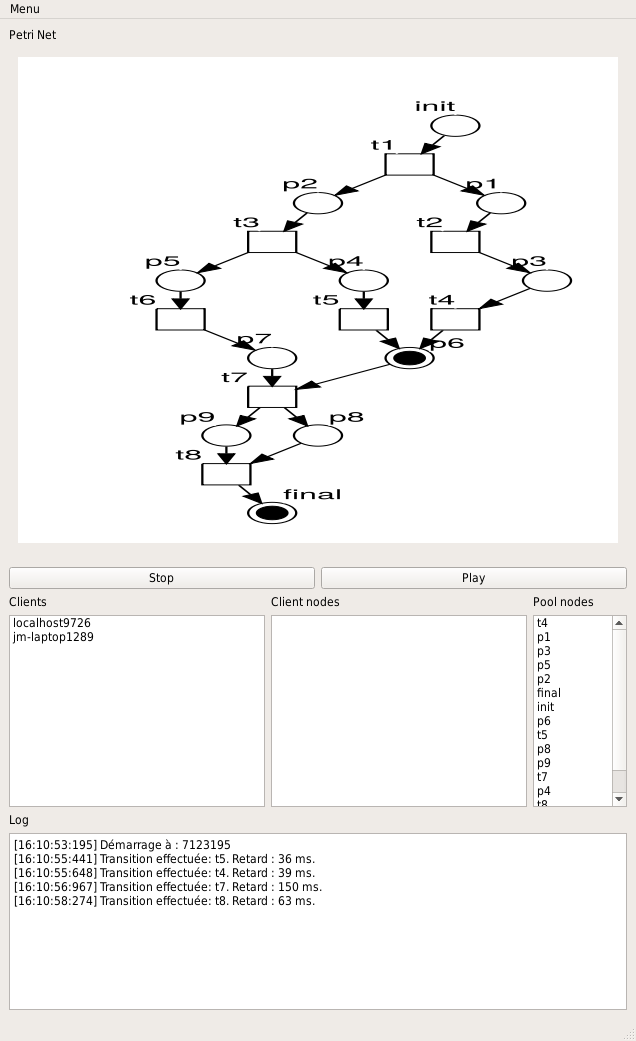 Menu
Petri Net
init
t1
p2
p1
t3
t2
p5
p4
p3
t6
t5
t4
p7
p6
t7
p9
p8
t8
final
Stop
Play
Clients
Client nodes
Pool nodes
localhost9726
jm-laptop1289
t4
p1
p3
p5
p2
final
init
p6
t5
p8
p9
t7
p4
t8
Log
[16:10:53:195] Démarrage à : 7123195
[16:10:55:441] Transition effectuée: t5. Retard : 36 ms.
[16:10:55:648] Transition effectuée: t4. Retard : 39 ms.
[16:10:56:967] Transition effectuée: t7. Retard : 150 ms.
[16:10:58:274] Transition effectuée: t8. Retard : 63 ms.